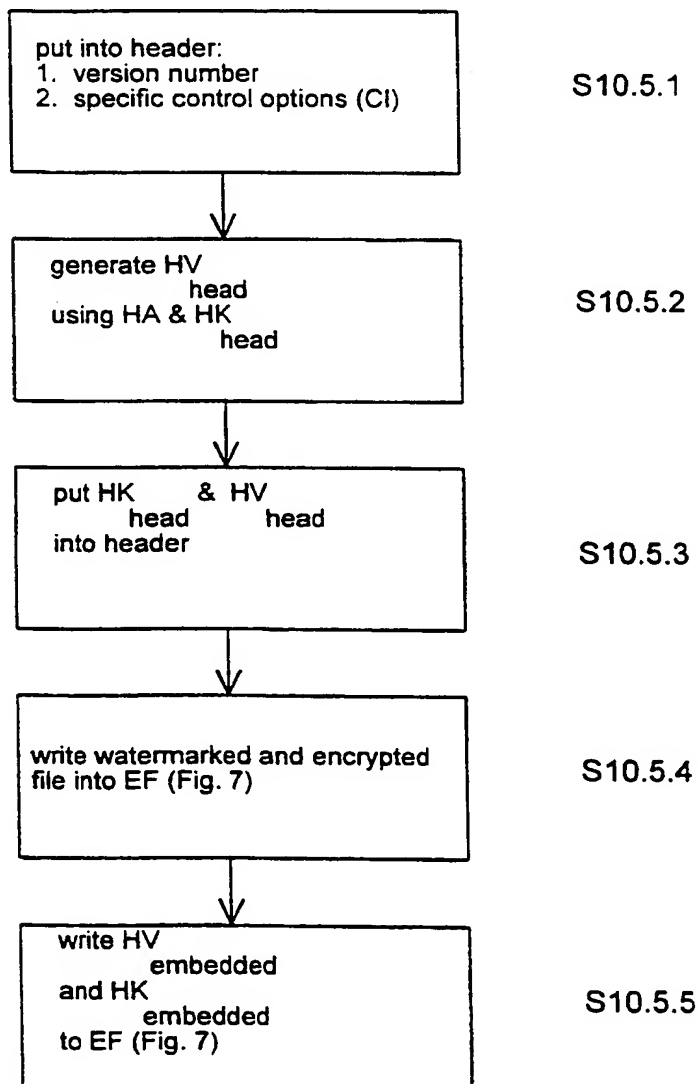 put into header:
1. version number
2. specific control options (CI)
S10.5.1
generate HV
head
using HA & HK
head
S10.5.2
put HK & HV
head head
into header
S10.5.3
write watermarked and encrypted
file into EF (Fig. 7)
S10.5.4
write HV
embedded
and HK
embedded
to EF (Fig. 7)
S10.5.5